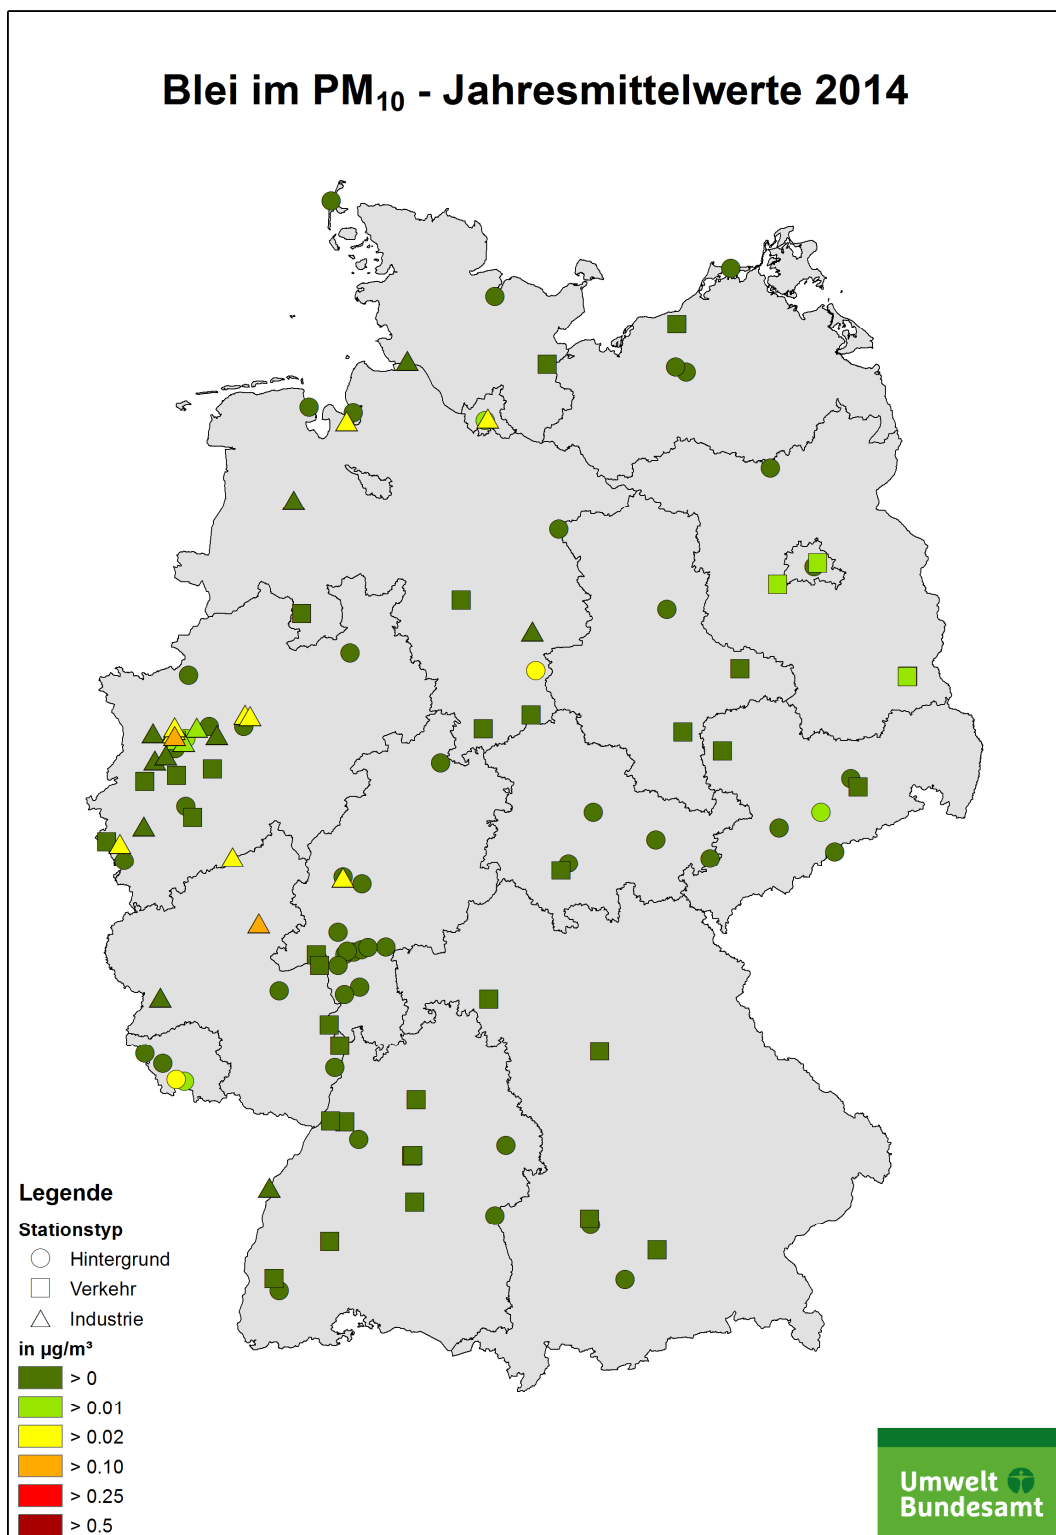 Blei im PM₁₀ - Jahresmittelwerte 2014
Legende
Stationstyp
Hintergrund
Verkehr
Industrie
in µg/m³
> 0
> 0.01
> 0.02
> 0.10
> 0.25
> 0.5
Umwelt
Bundesamt